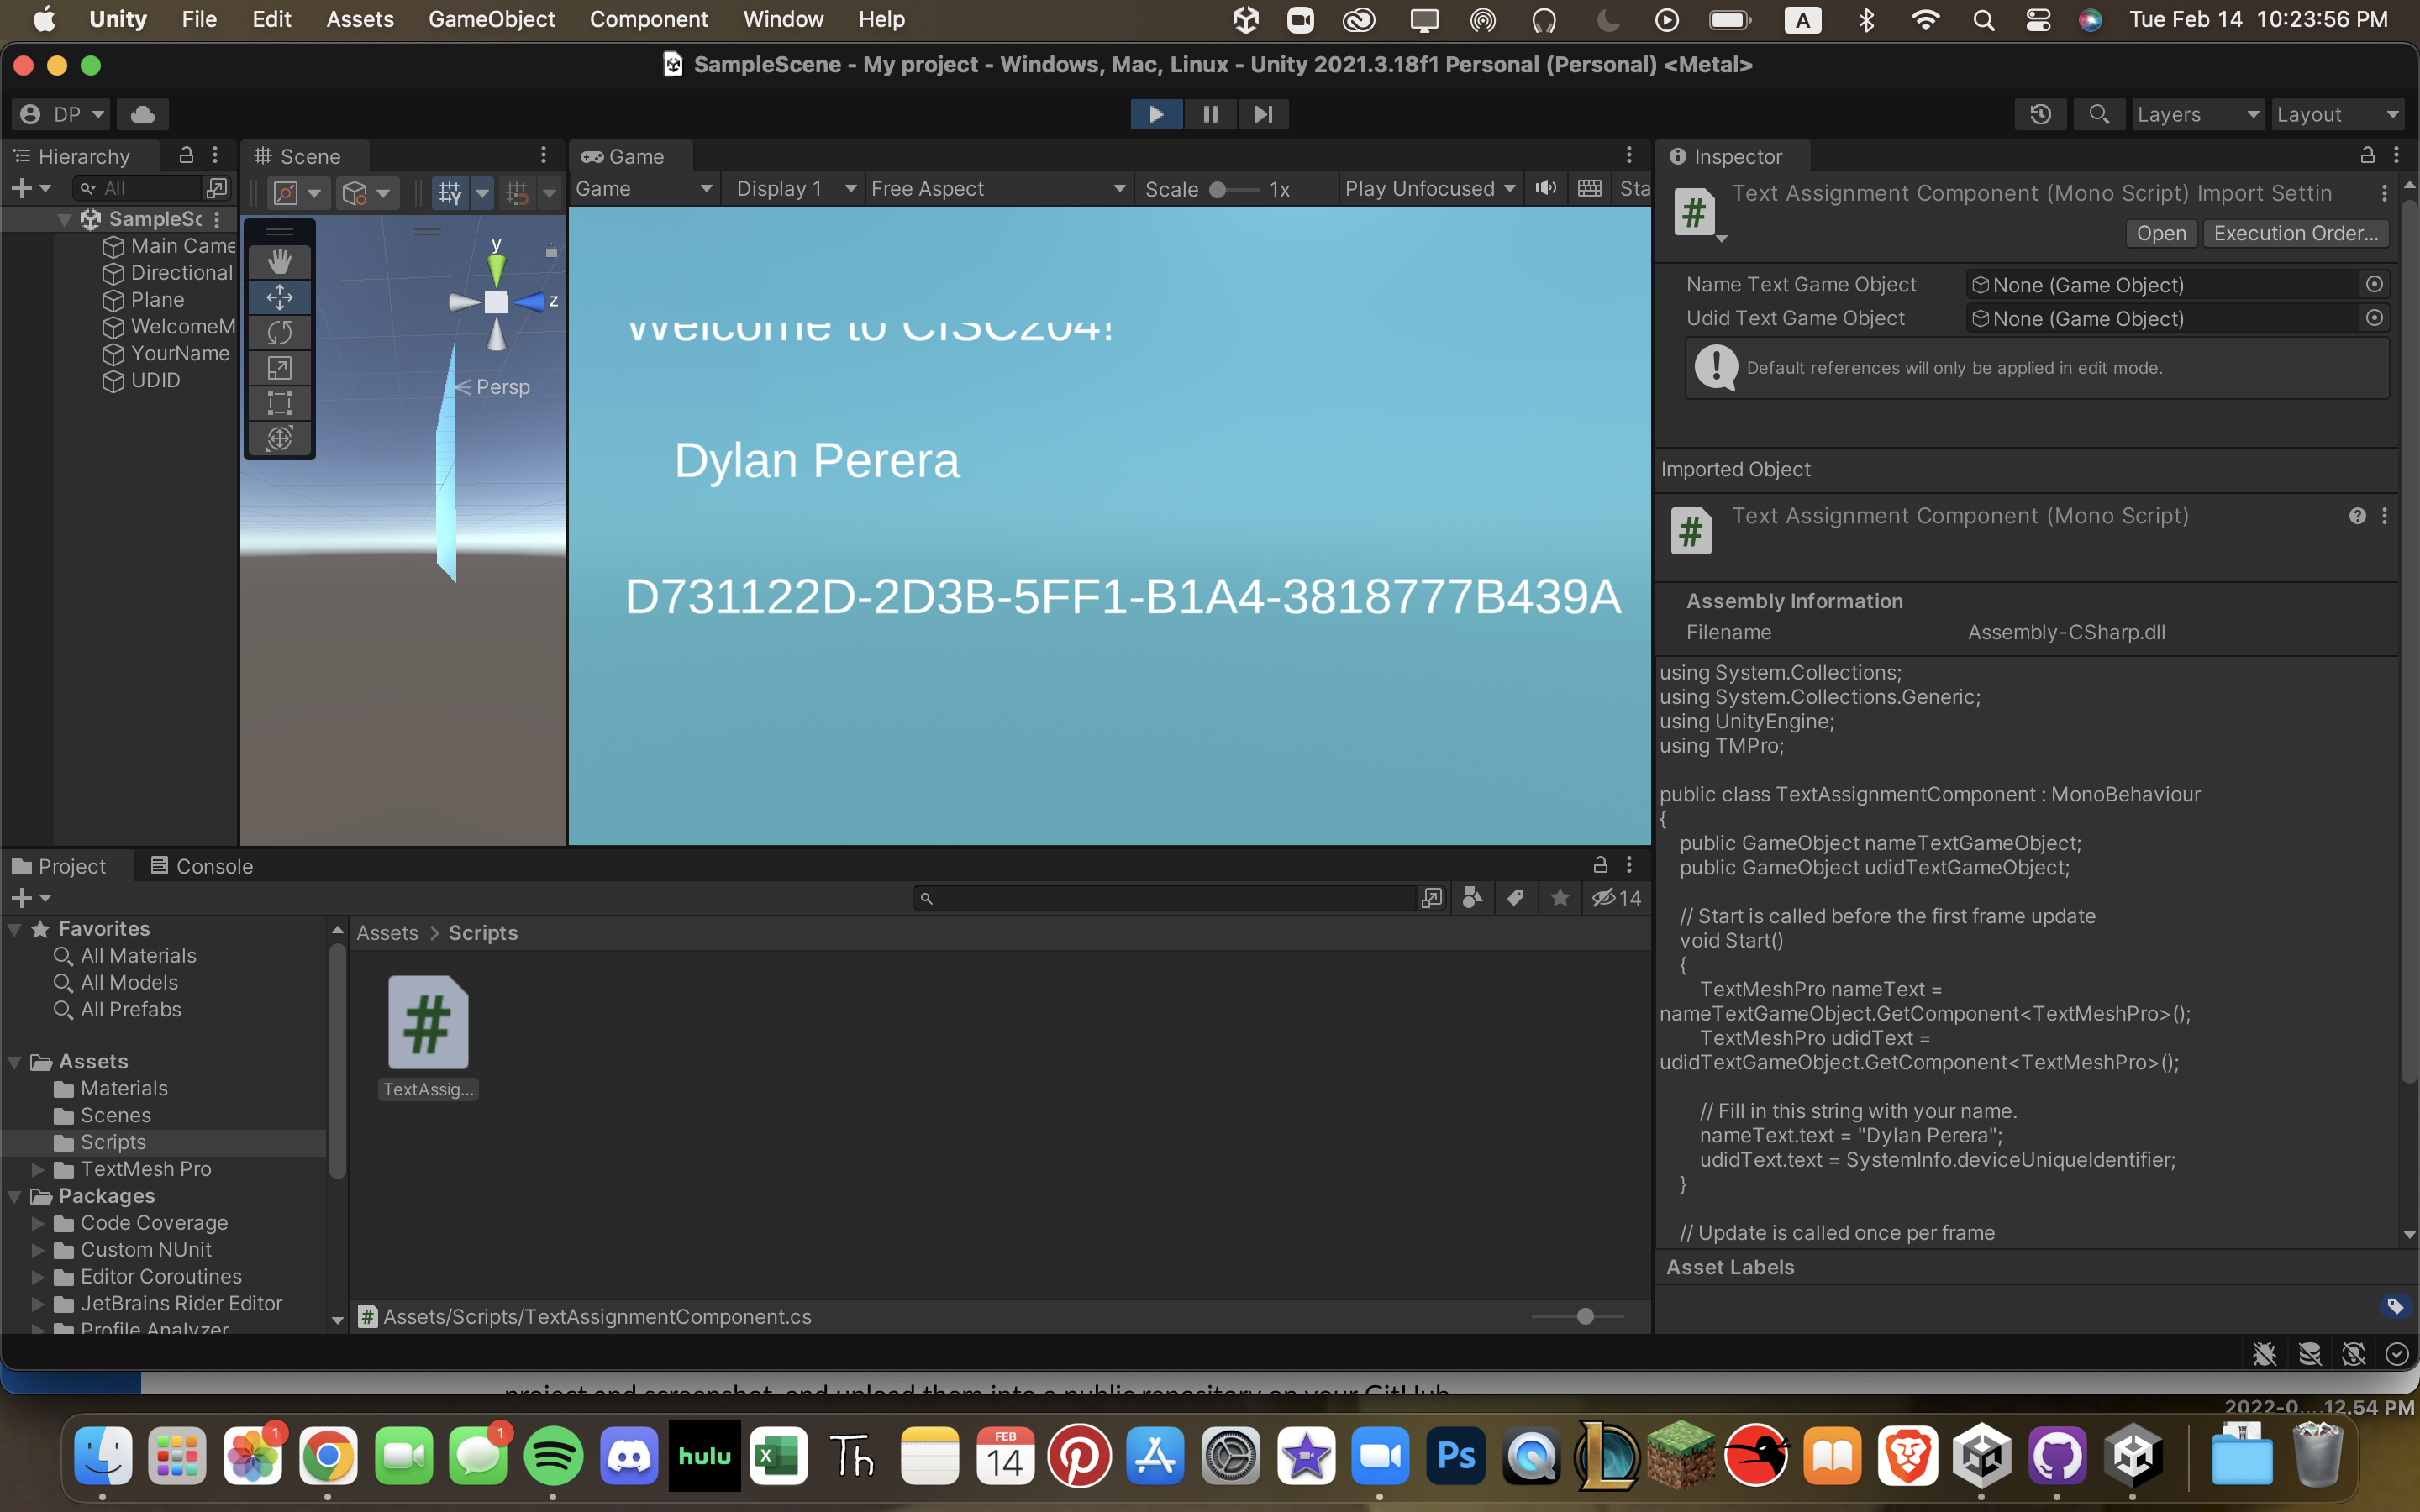 Unity File Edit Assets GameObject Component Window Help A Tue Feb 14 10:23:56 PM
SampleScene - My project - Windows, Mac, Linux - Unity 2021.3.18f1 Personal (Personal) <Metal>
DP Layers Layout
Hierarchy
All
SampleSc
Main Came
Directional
Plane
WelcomeM
YourName
UDID
Scene
y
z
Persp
Game
Game Display 1 Free Aspect Scale 1x Play Unfocused Sta
Welcome to CISC204!
Dylan Perera
D731122D-2D3B-5FF1-B1A4-3818777B439A
Inspector
Text Assignment Component (Mono Script) Import Settin
Open Execution Order...
Name Text Game Object None (Game Object)
Udid Text Game Object None (Game Object)
Default references will only be applied in edit mode.
Imported Object
Text Assignment Component (Mono Script)
Assembly Information
Filename Assembly-CSharp.dll
using System.Collections;
using System.Collections.Generic;
using UnityEngine;
using TMPro;
public class TextAssignmentComponent : MonoBehaviour
{
public GameObject nameTextGameObject;
public GameObject udidTextGameObject;
// Start is called before the first frame update
void Start()
{
TextMeshPro nameText =
nameTextGameObject.GetComponent<TextMeshPro>();
TextMeshPro udidText =
udidTextGameObject.GetComponent<TextMeshPro>();
// Fill in this string with your name.
nameText.text = "Dylan Perera";
udidText.text = SystemInfo.deviceUniqueIdentifier;
}
// Update is called once per frame
Asset Labels
Project Console
14
Favorites
All Materials
All Models
All Prefabs
Assets
Materials
Scenes
Scripts
TextMesh Pro
Packages
Code Coverage
Custom NUnit
Editor Coroutines
JetBrains Rider Editor
Profile Analyzer
Assets > Scripts
#
TextAssig...
Assets/Scripts/TextAssignmentComponent.cs
project and screenshot, and upload them into a public repository on your GitHub
2022-0....12.54 PM
1 1 hulu X Th FEB 14 Ps